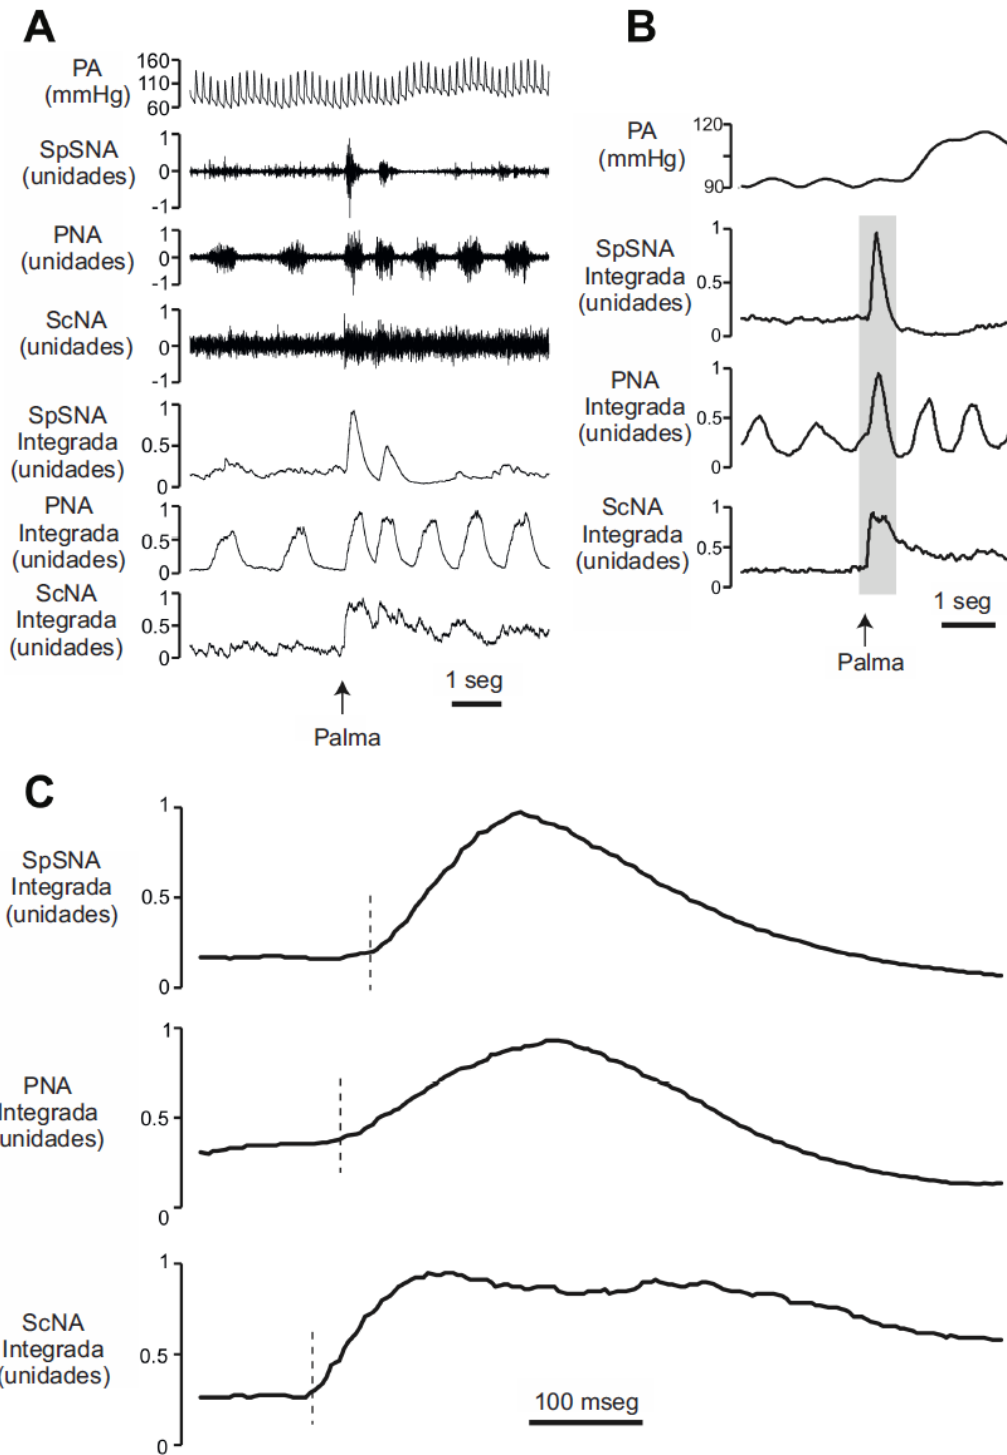 A
PA
(mmHg)
160
110
60
SpSNA
(unidades)
1
0
-1
PNA
(unidades)
1
0
-1
ScNA
(unidades)
1
0
-1
SpSNA
Integrada
(unidades)
1
0.5
0
PNA
Integrada
(unidades)
1
0.5
0
ScNA
Integrada
(unidades)
1
0.5
0
1 seg
Palma
B
PA
(mmHg)
120
90
SpSNA
Integrada
(unidades)
1
0.5
0
PNA
Integrada
(unidades)
1
0.5
0
ScNA
Integrada
(unidades)
1
0.5
0
1 seg
Palma
C
SpSNA
Integrada
(unidades)
1
0.5
0
PNA
Integrada
unidades)
1
0.5
0
ScNA
Integrada
(unidades)
1
0.5
0
100 mseg